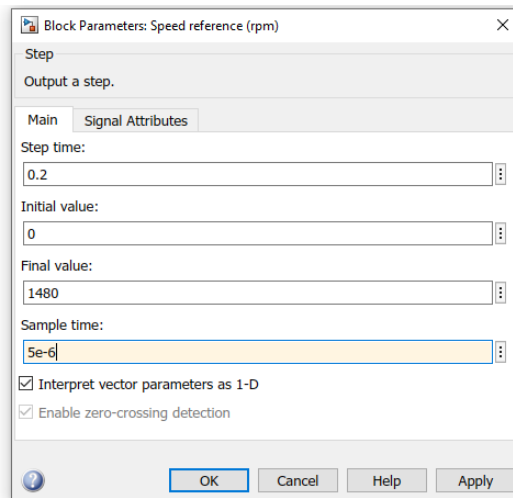 Block Parameters: Speed reference (rpm)
Step
Output a step.
Main Signal Attributes
Step time:
0.2
Initial value:
0
Final value:
1480
Sample time:
5e-6
Interpret vector parameters as 1-D
Enable zero-crossing detection
? OK Cancel Help Apply